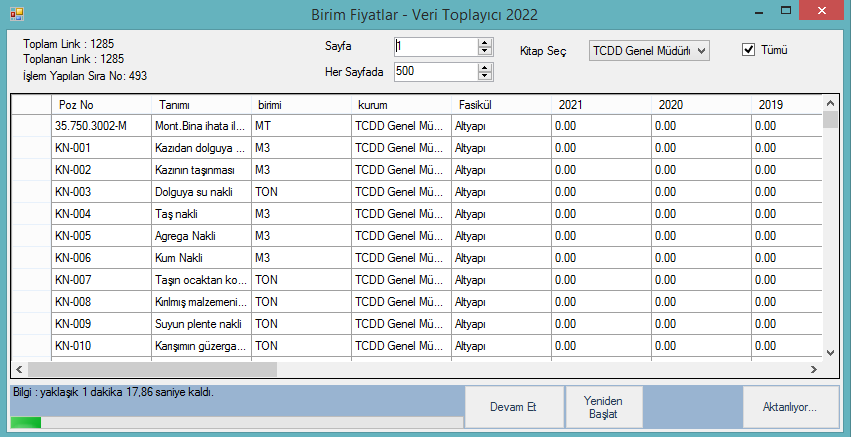 Birim Fiyatlar - Veri Toplayıcı 2022
Toplam Link : 1285
Toplanan Link : 1285
İşlem Yapılan Sıra No: 493
Sayfa 1
Her Sayfada 500
Kitap Seç TCDD Genel Müdürlü
Tümü
Poz No Tanımı birimi kurum Fasikül 2021 2020 2019
35.750.3002-M Mont.Bina ihata il... MT TCDD Genel Mü... Altyapı 0.00 0.00 0.00
KN-001 Kazıdan dolguya ... M3 TCDD Genel Mü... Altyapı 0.00 0.00 0.00
KN-002 Kazının taşınması M3 TCDD Genel Mü... Altyapı 0.00 0.00 0.00
KN-003 Dolguya su nakli TON TCDD Genel Mü... Altyapı 0.00 0.00 0.00
KN-004 Taş nakli M3 TCDD Genel Mü... Altyapı 0.00 0.00 0.00
KN-005 Agrega Nakli M3 TCDD Genel Mü... Altyapı 0.00 0.00 0.00
KN-006 Kum Nakli M3 TCDD Genel Mü... Altyapı 0.00 0.00 0.00
KN-007 Taşın ocaktan ko... TON TCDD Genel Mü... Altyapı 0.00 0.00 0.00
KN-008 Kırılmış malzemeni... TON TCDD Genel Mü... Altyapı 0.00 0.00 0.00
KN-009 Suyun plente nakli TON TCDD Genel Mü... Altyapı 0.00 0.00 0.00
KN-010 Karışımın güzerga... TON TCDD Genel Mü... Altyapı 0.00 0.00 0.00
Bilgi : yaklaşık 1 dakika 17,86 saniye kaldı.
Devam Et
Yeniden
Başlat
Aktarılıyor...